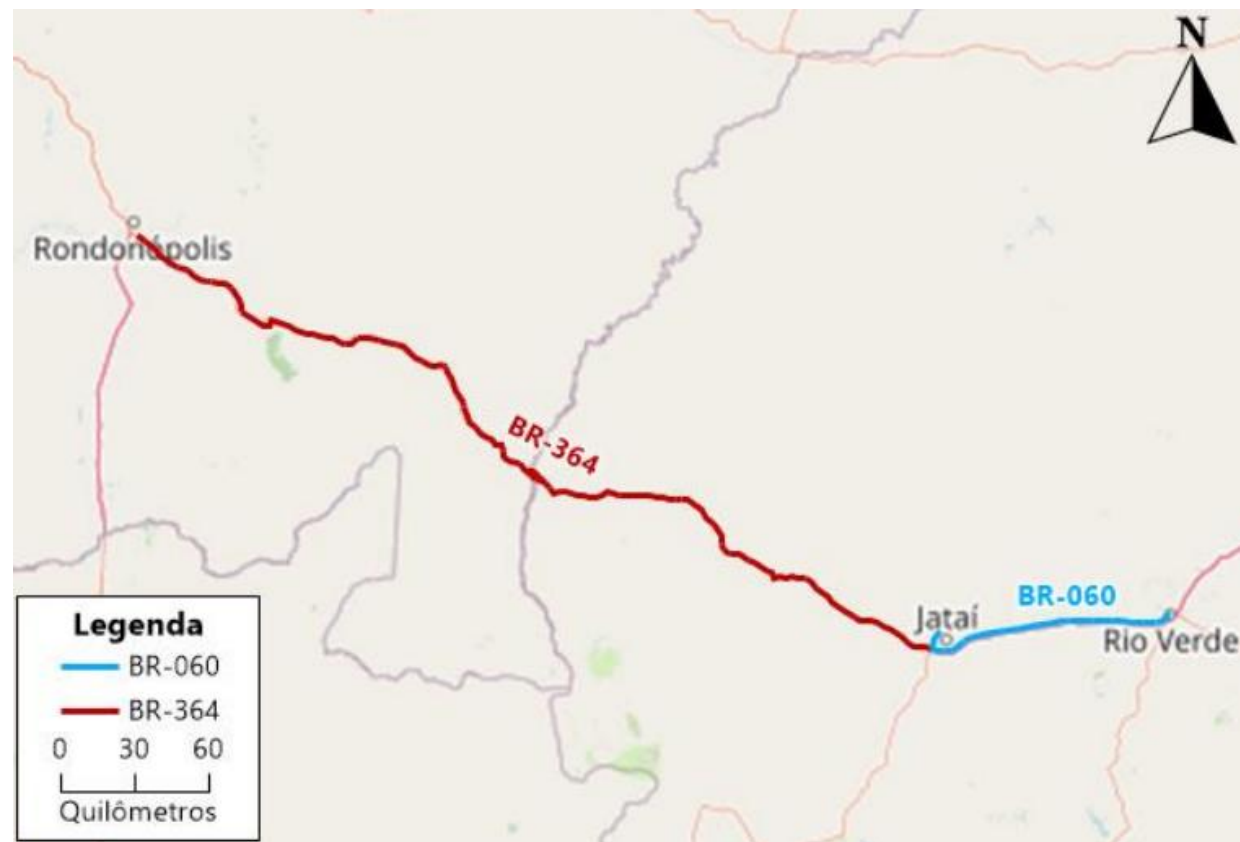 N
Rondonópolis
BR-364
BR-060
Jataí
Rio Verde
Legenda
BR-060
BR-364
0 30 60
Quilômetros